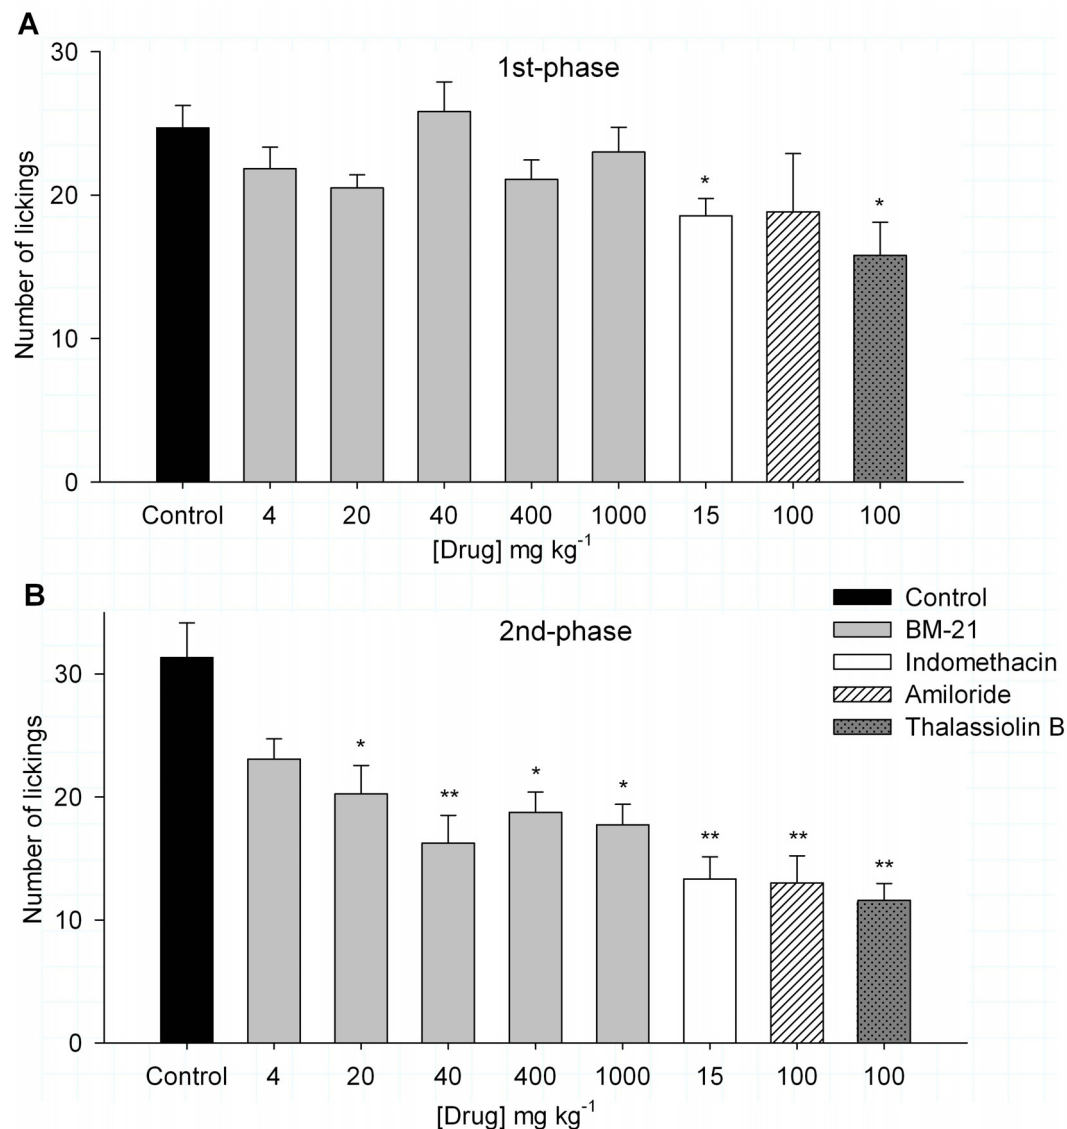 A
1st-phase
Number of lickings
30
20
10
0
*
*
Control 4 20 40 400 1000 15 100 100
[Drug] mg kg⁻¹
B
2nd-phase
Control
BM-21
Indomethacin
Amiloride
Thalassiolin B
Number of lickings
30
20
10
0
*
**
*
*
**
**
**
Control 4 20 40 400 1000 15 100 100
[Drug] mg kg⁻¹